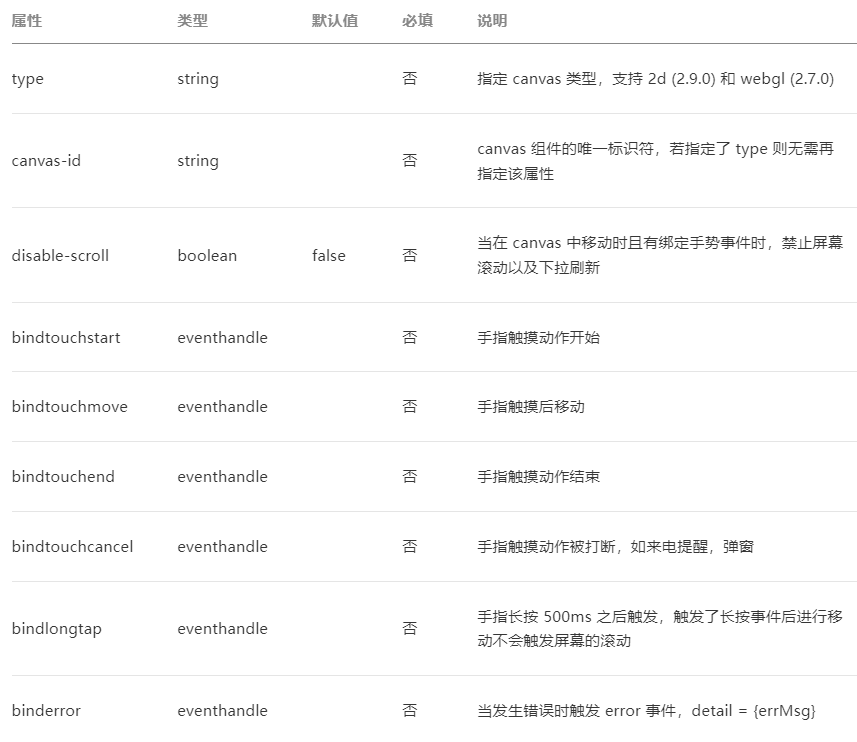 属性 类型 默认值 必填 说明
type string 否 指定 canvas 类型，支持 2d (2.9.0) 和 webgl (2.7.0)
canvas-id string 否 canvas 组件的唯一标识符，若指定了 type 则无需再
指定该属性
disable-scroll boolean false 否 当在 canvas 中移动时且有绑定手势事件时，禁止屏幕
滚动以及下拉刷新
bindtouchstart eventhandle 否 手指触摸动作开始
bindtouchmove eventhandle 否 手指触摸后移动
bindtouchend eventhandle 否 手指触摸动作结束
bindtouchcancel eventhandle 否 手指触摸动作被打断，如来电提醒，弹窗
bindlongtap eventhandle 否 手指长按 500ms 之后触发，触发了长按事件后进行移
动不会触发屏幕的滚动
binderror eventhandle 否 当发生错误时触发 error 事件，detail = {errMsg}